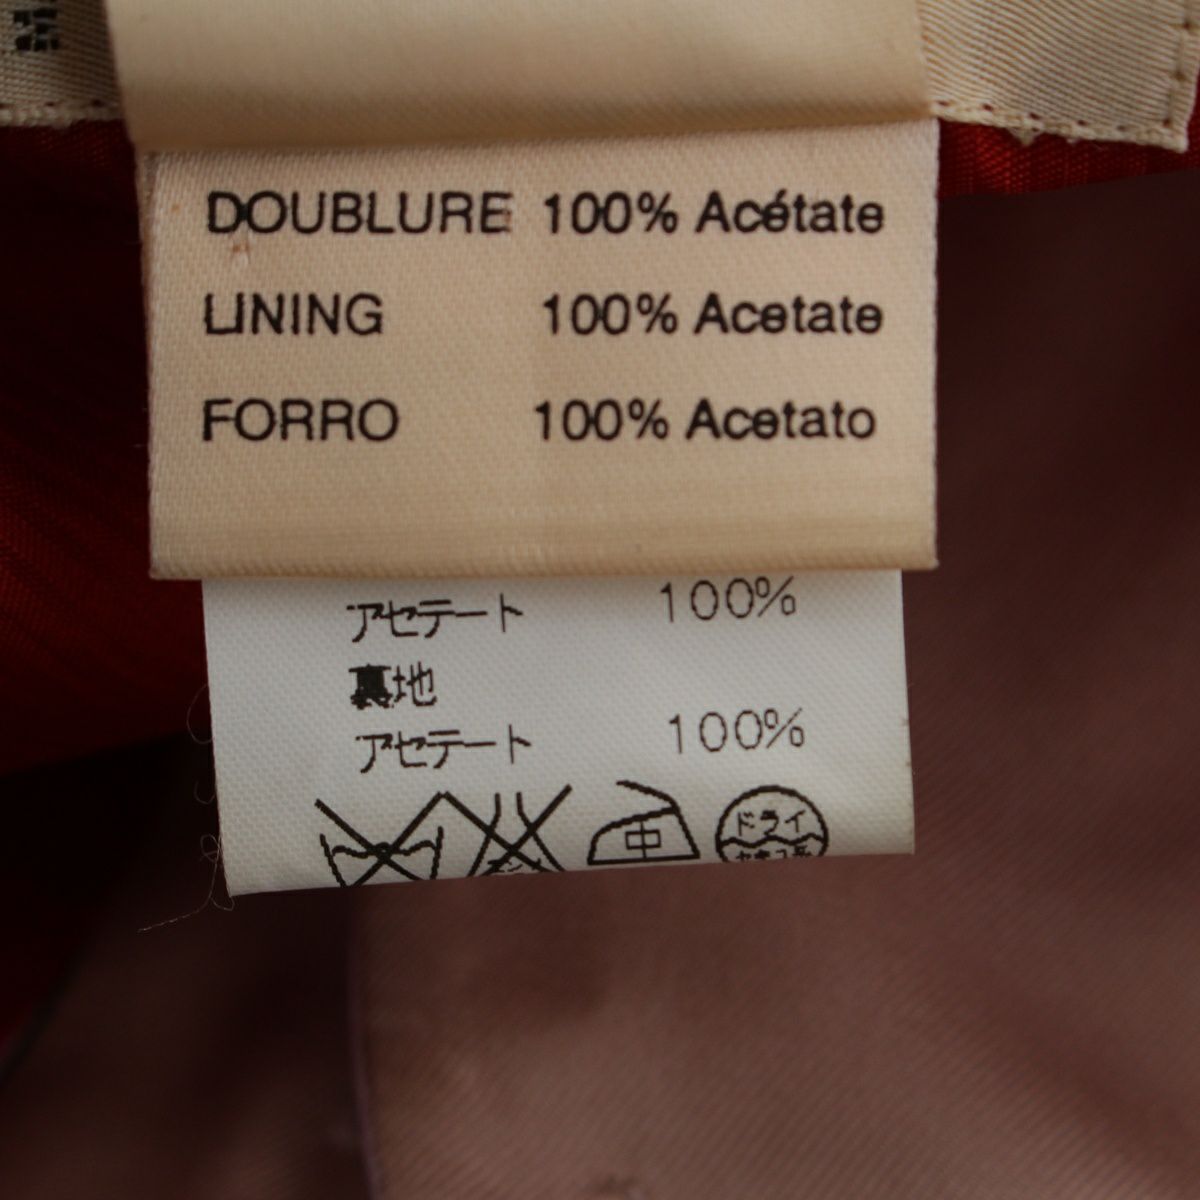 DOUBLURE 100% Acétate
LINING 100% Acetate
FORRO 100% Acetato
アセテート 100%
裏地
アセテート 100%
中
ドライ